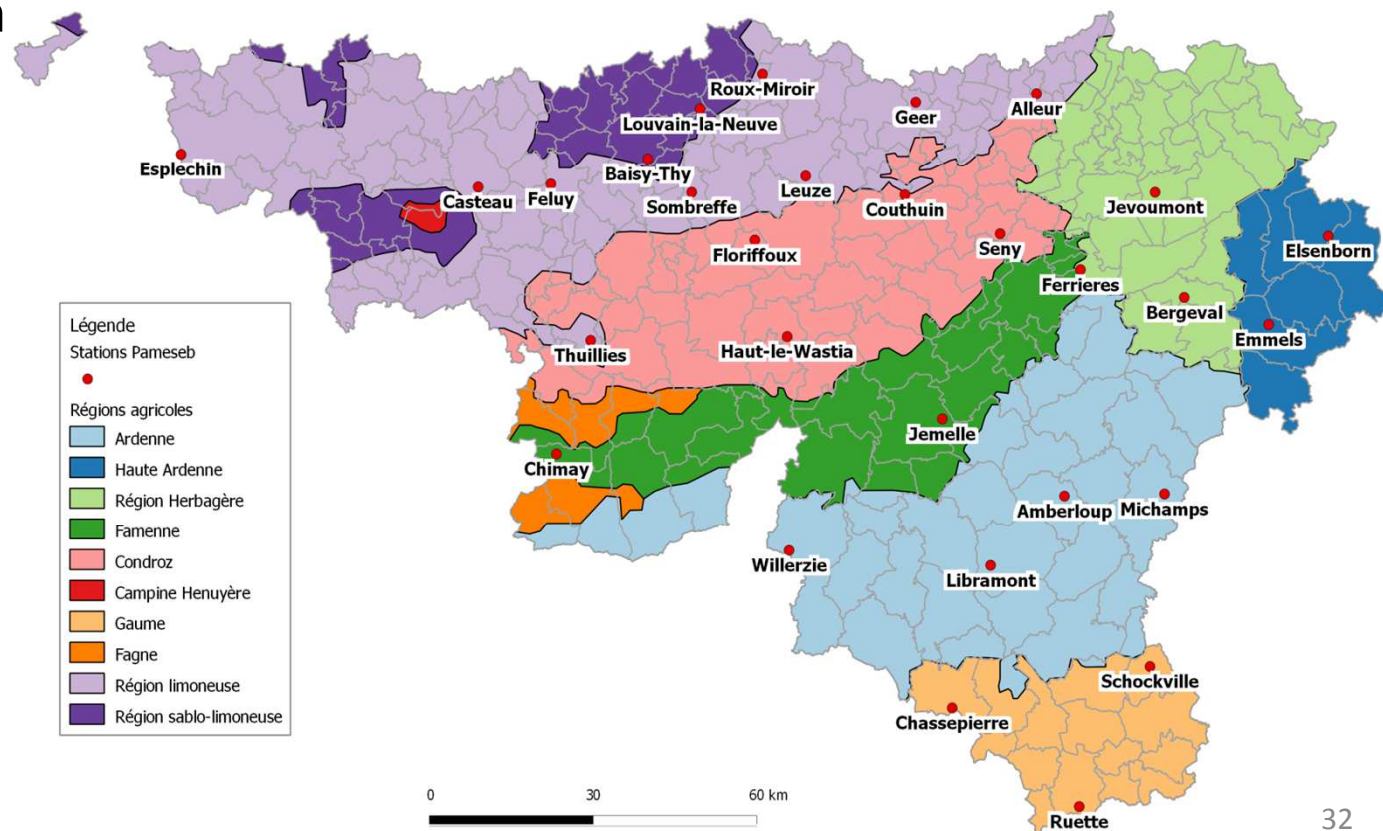 Roux-Miroir
Louvain-la-Neuve
Geer
Alleur
Esplechin
Baisy-Thy
Casteau
Feluy
Sombreffe
Leuze
Couthuin
Jevoumont
Floriffoux
Seny
Elsenborn
Ferrieres
Bergeval
Emmels
Thuillies
Haut-le-Wastia
Jemelle
Chimay
Amberloup
Michamps
Willerzie
Libramont
Schockville
Chassepierre
Ruette
Légende
Stations Pameseb
Régions agricoles
Ardenne
Haute Ardenne
Région Herbagère
Famenne
Condroz
Campine Henuyère
Gaume
Fagne
Région limoneuse
Région sablo-limoneuse
0 30 60 km
32